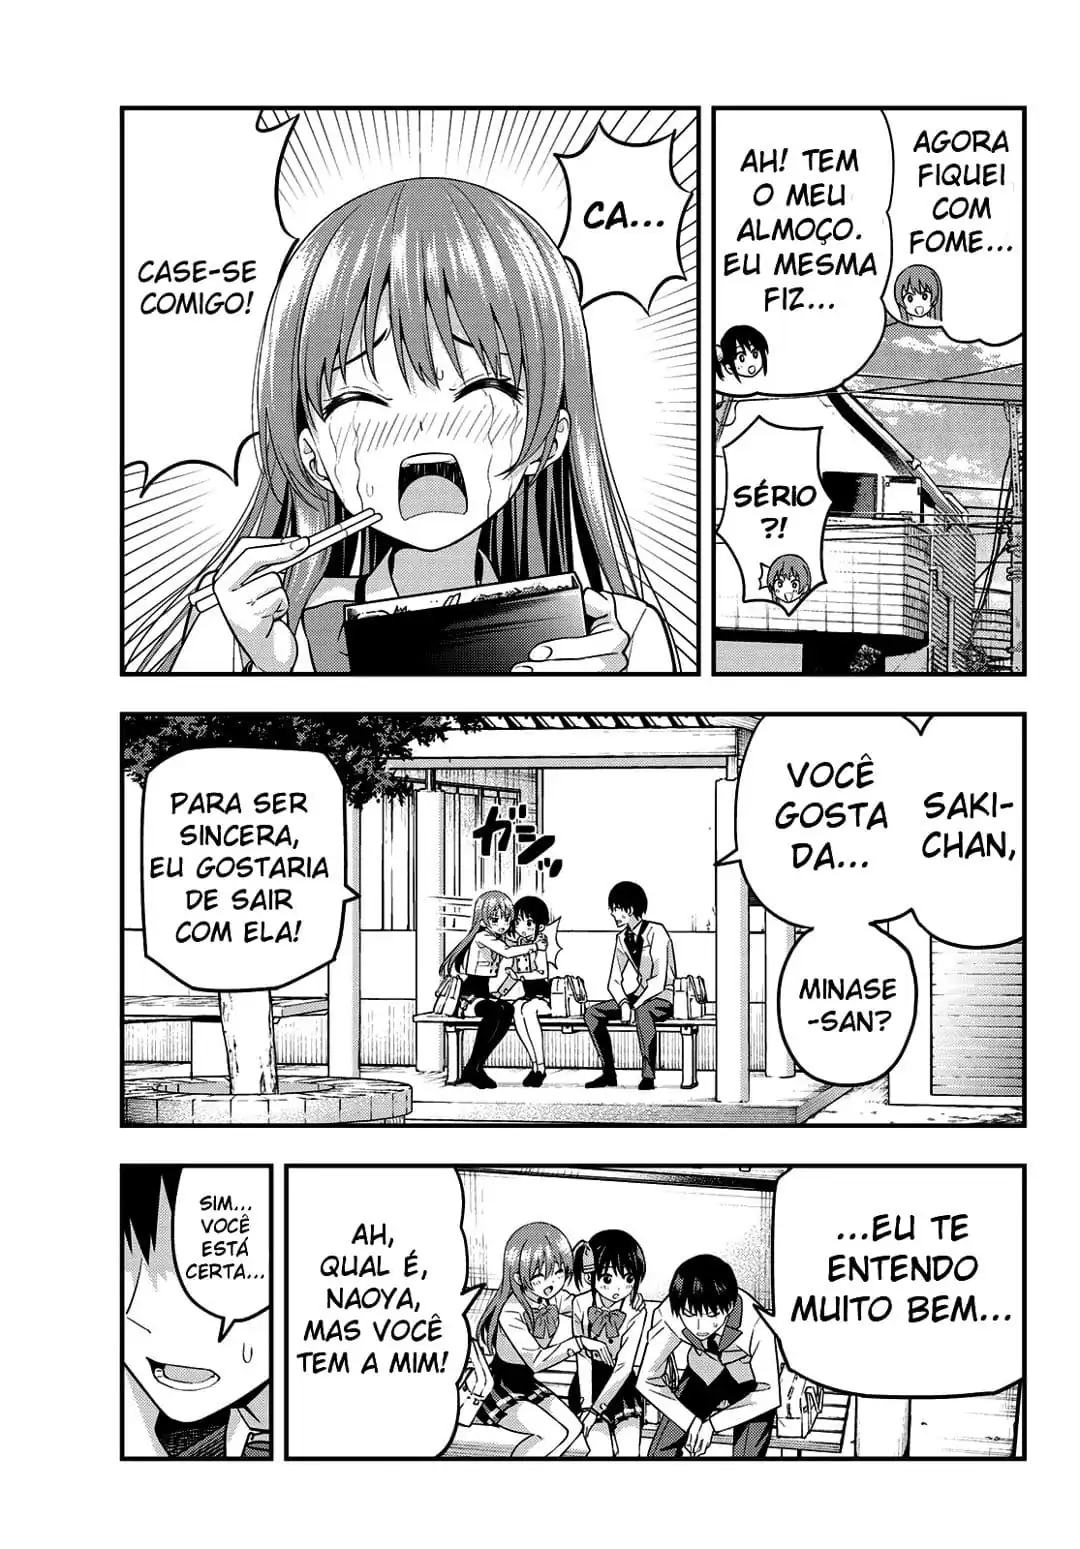 AGORA
FIQUEI
COM
FOME...
AH! TEM
O MEU
ALMOÇO.
EU MESMA
FIZ...
SÉRIO
?!
CA...
CASE-SE
COMIGO!
SAKI-
CHAN,
VOCÊ
GOSTA
DA...
MINASE
-SAN?
ガシッ
PARA SER
SINCERA,
EU GOSTARIA
DE SAIR
COM ELA!
...EU TE
ENTENDO
MUITO BEM...
AH,
QUAL É,
NAOYA,
MAS VOCÊ
TEM A MIM!
SIM...
VOCÊ
ESTÁ
CERTA...